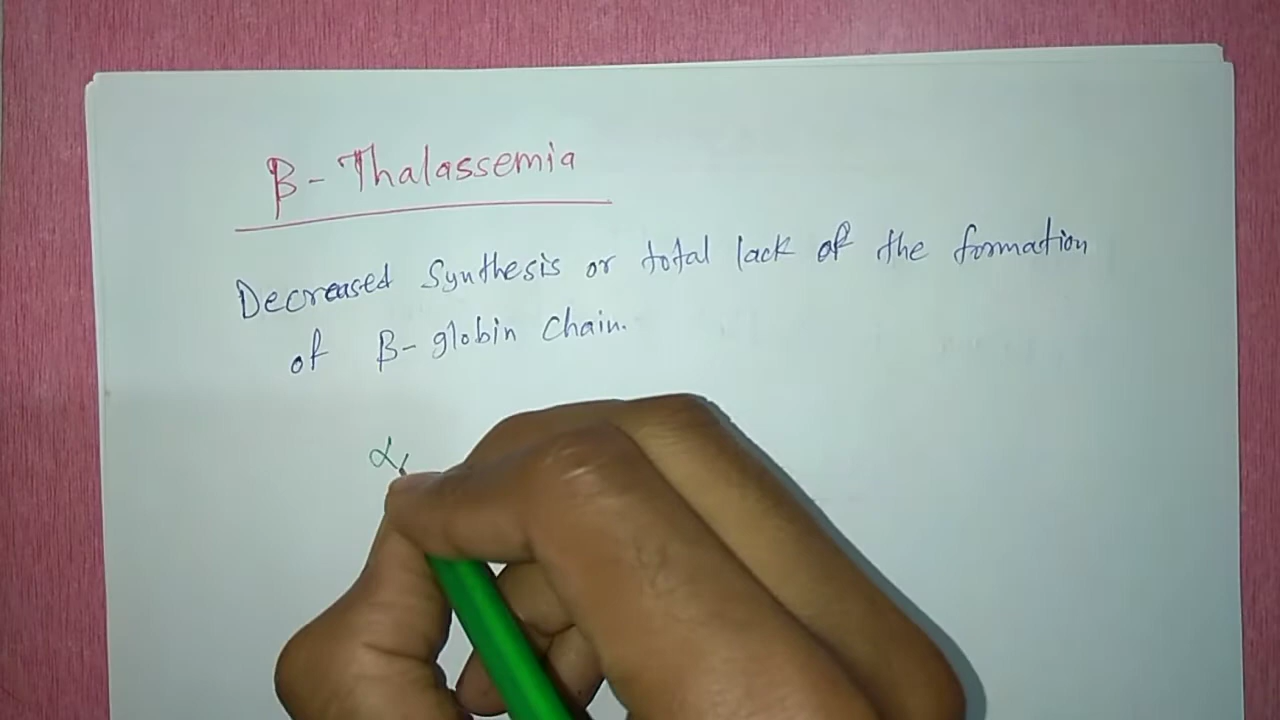 β-Thalassemia
Decreased Synthesis or total lack of the formation
of β-globin Chain.
α